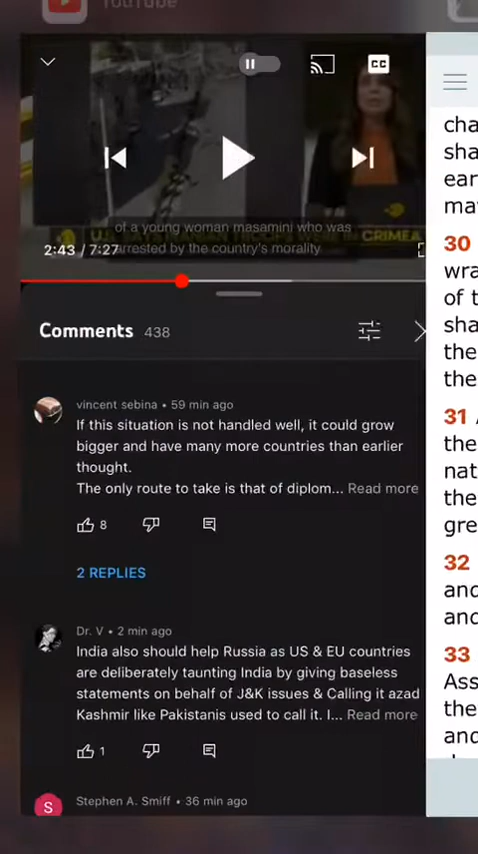 YouTube
CC
of a young woman masamini who was
arrested by the country's morality
2:43 / 7:27
CRIMEA
Comments 438
vincent sebina • 59 min ago
If this situation is not handled well, it could grow
bigger and have many more countries than earlier
thought.
The only route to take is that of diplom... Read more
8
2 REPLIES
Dr. V • 2 min ago
India also should help Russia as US & EU countries
are deliberately taunting India by giving baseless
statements on behalf of J&K issues & Calling it azad
Kashmir like Pakistanis used to call it. I... Read more
1
S
Stephen A. Smiff • 36 min ago
cha
sha
ear
ma
30
wra
of t
sha
the
the
31
the
nat
the
gre
32
and
and
33
Ass
the
and